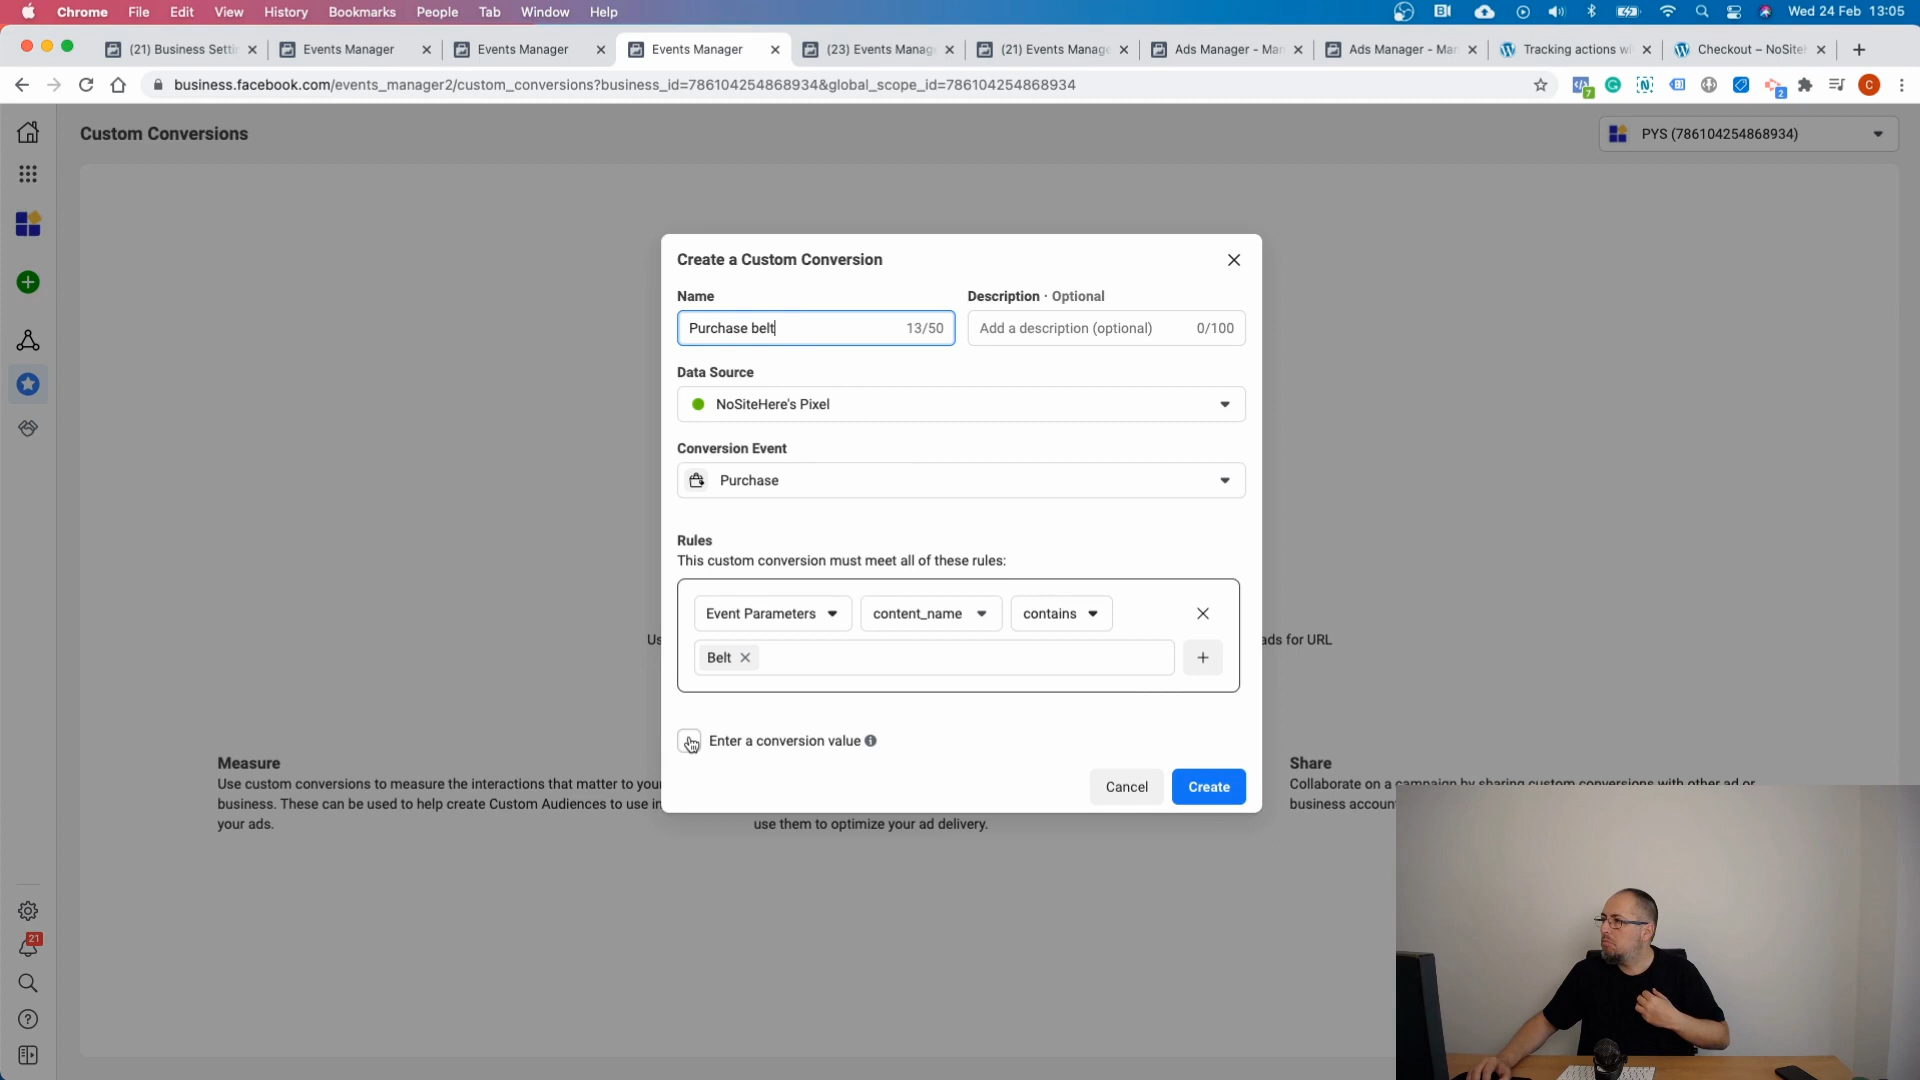 Chrome File Edit View History Bookmarks People Tab Window Help Wed 24 Feb 13:05
(21) Business Setti Events Manager Events Manager Events Manager (23) Events Manag (21) Events Manage Ads Manager - Man Ads Manager - Man Tracking actions wi Checkout – NoSiteH
business.facebook.com/events_manager2/custom_conversions?business_id=786104254868934&global_scope_id=786104254868934
7
2
C
Custom Conversions
PYS (786104254868934)
Create a Custom Conversion
Name
Description · Optional
Purchase belt 13/50
Add a description (optional) 0/100
Data Source
NoSiteHere's Pixel
Conversion Event
Purchase
Rules
This custom conversion must meet all of these rules:
Event Parameters content_name contains
Us
ads for URL
Belt
Enter a conversion value
Cancel Create
Measure
Use custom conversions to measure the interactions that matter to your
business. These can be used to help create Custom Audiences to use in
your ads.
use them to optimize your ad delivery.
Share
Collaborate on a campaign by sharing custom conversions with other ad or
business accoun
21